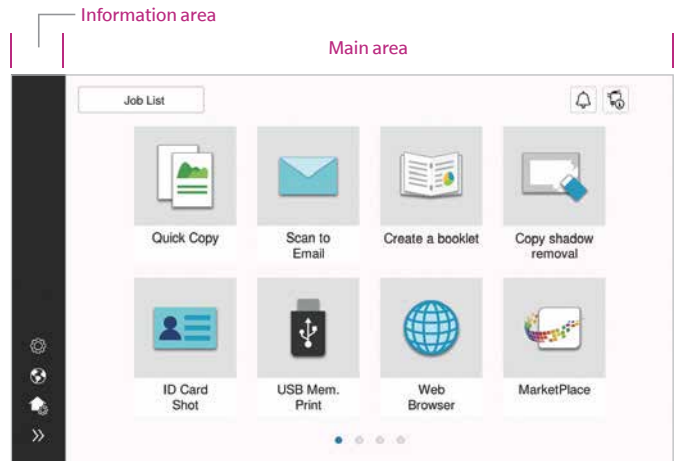 Information area
Main area
Job List
Quick Copy
Scan to
Email
Create a booklet
Copy shadow
removal
ID Card
Shot
USB Mem.
Print
Web
Browser
MarketPlace